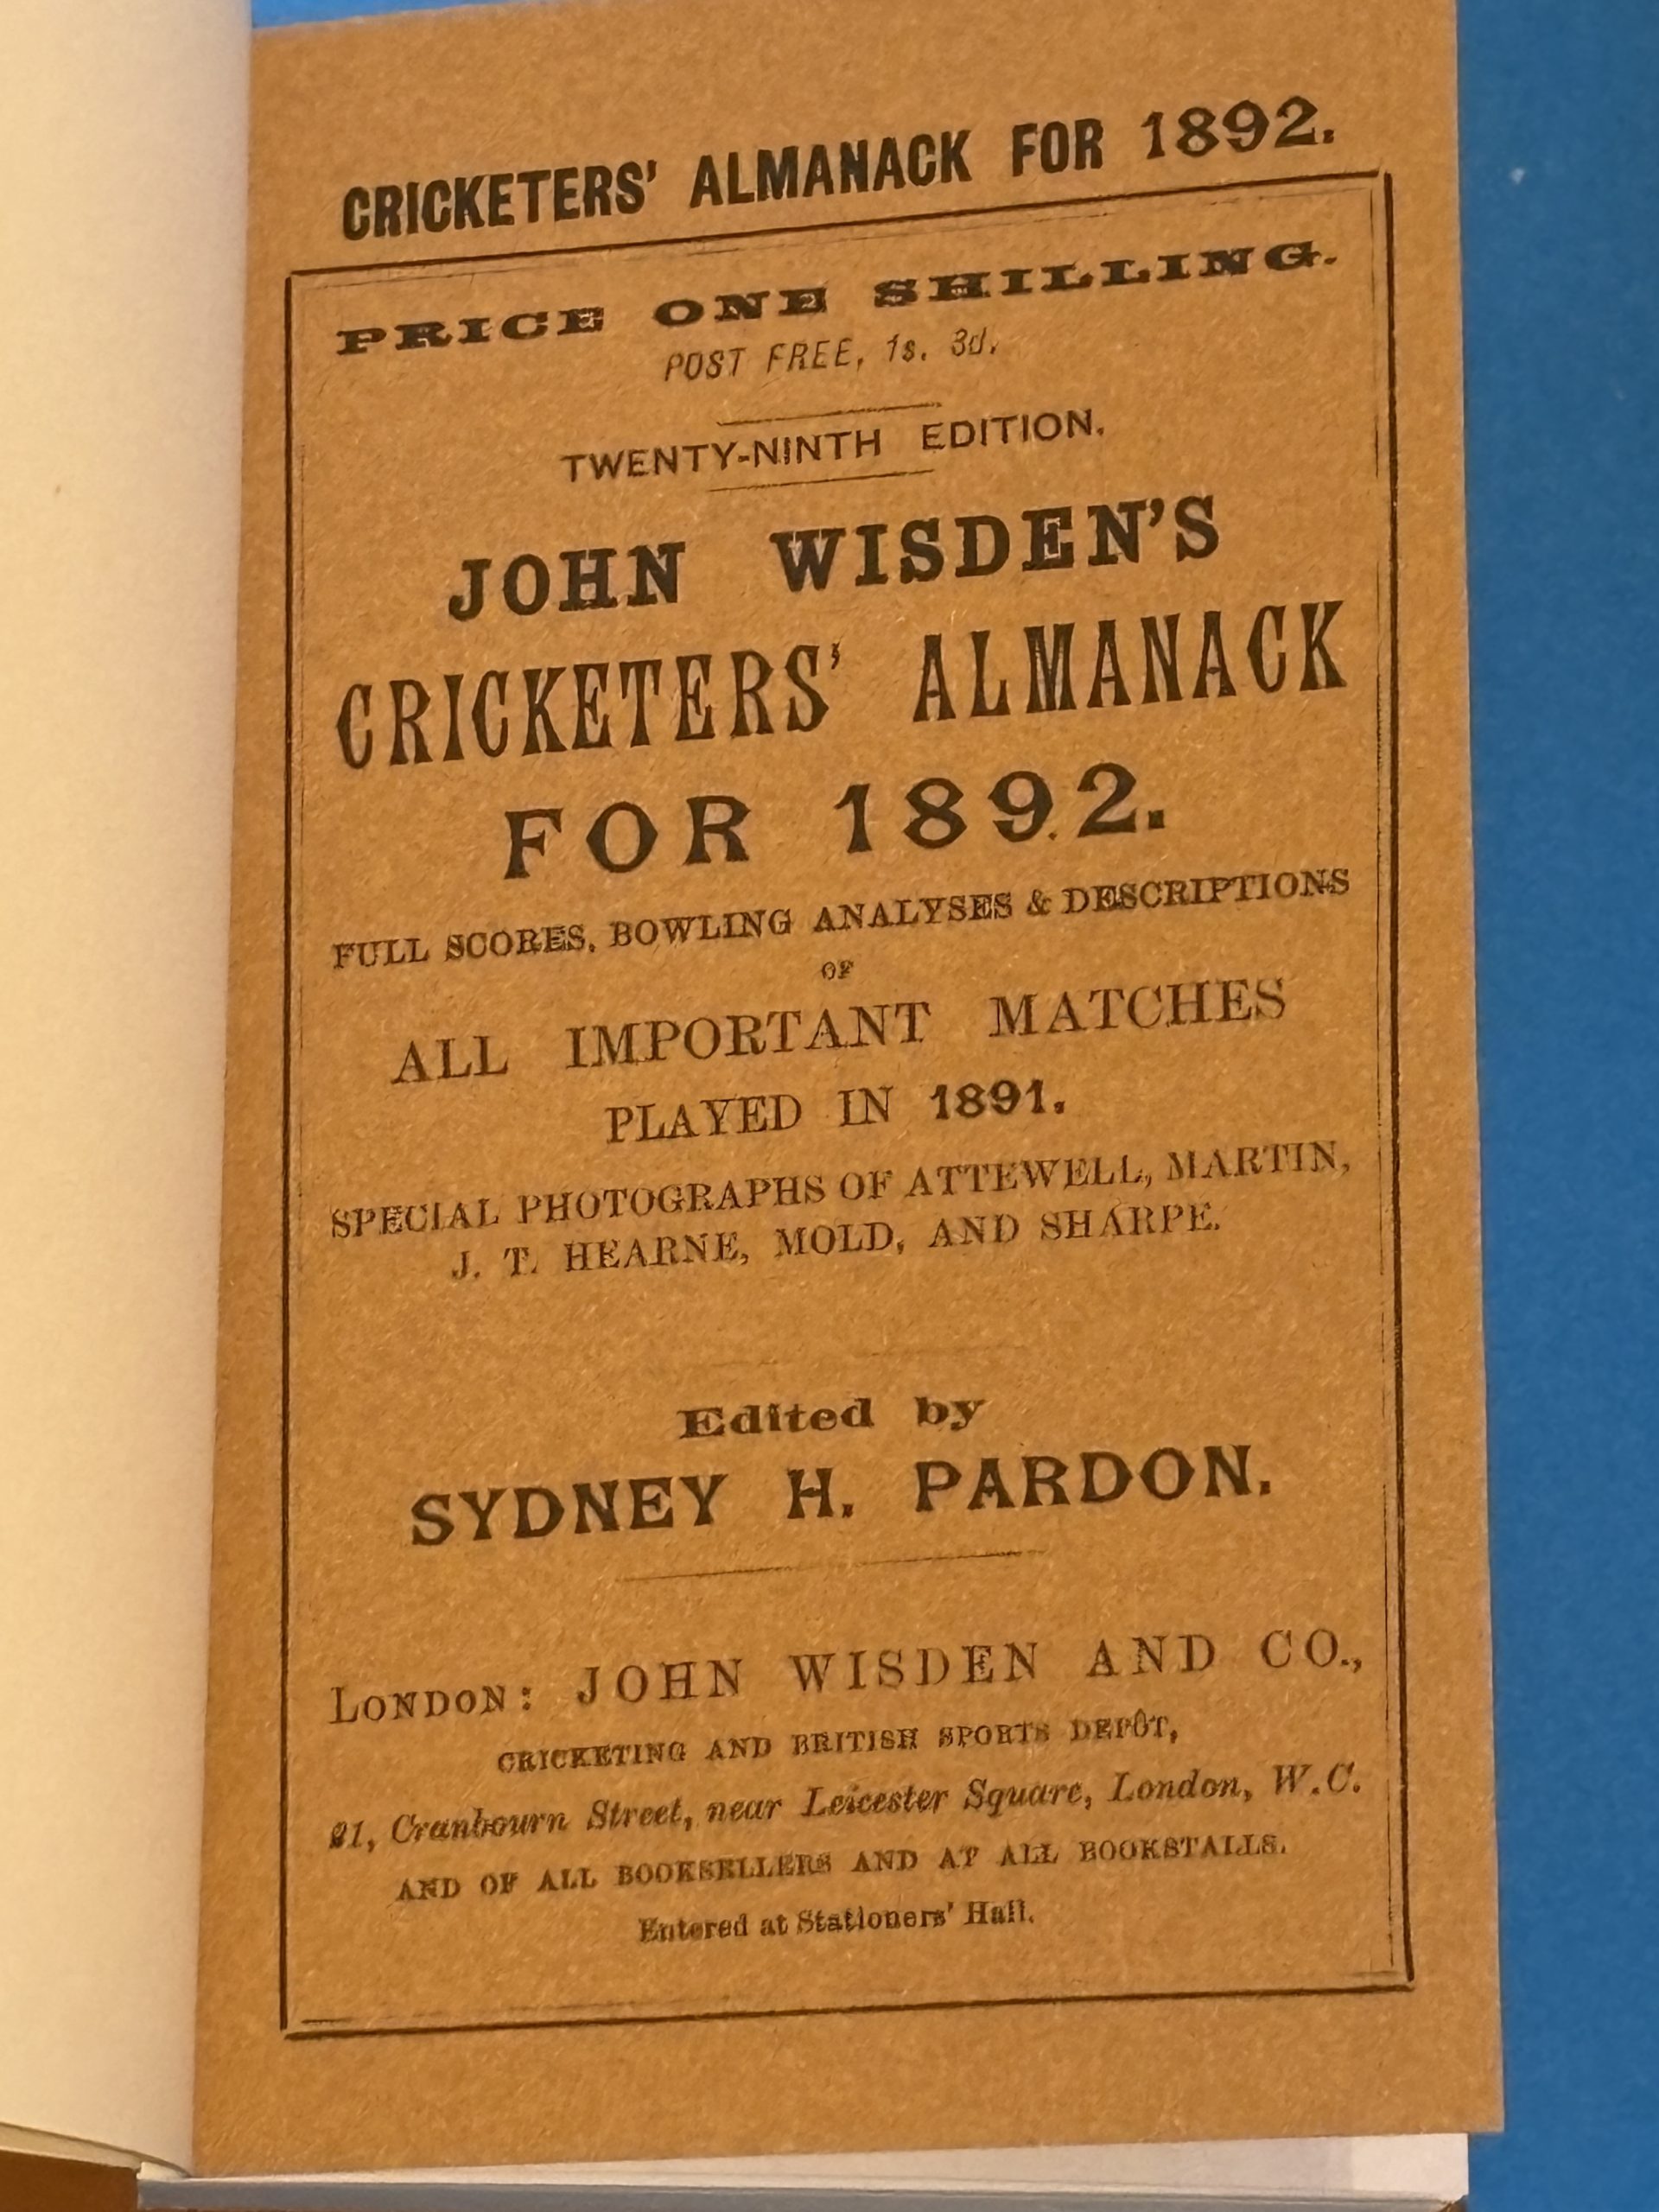 CRICKETERS' ALMANACK FOR 1892.
PRICE ONE SHILLING.
POST FREE, 1s. 3d.
TWENTY-NINTH EDITION.
JOHN WISDEN'S
CRICKETERS' ALMANACK
FOR 1892.
FULL SCORES, BOWLING ANALYSES & DESCRIPTIONS
OF
ALL IMPORTANT MATCHES
PLAYED IN 1891.
SPECIAL PHOTOGRAPHS OF ATTEWELL, MARTIN,
J. T. HEARNE, MOLD, AND SHARPE.
Edited by
SYDNEY H. PARDON.
LONDON: JOHN WISDEN AND CO.,
CRICKETING AND BRITISH SPORTS DEPÔT,
21, Cranbourn Street, near Leicester Square, London, W.C.
AND OF ALL BOOKSELLERS AND AT ALL BOOKSTALLS.
Entered at Stationers' Hall.